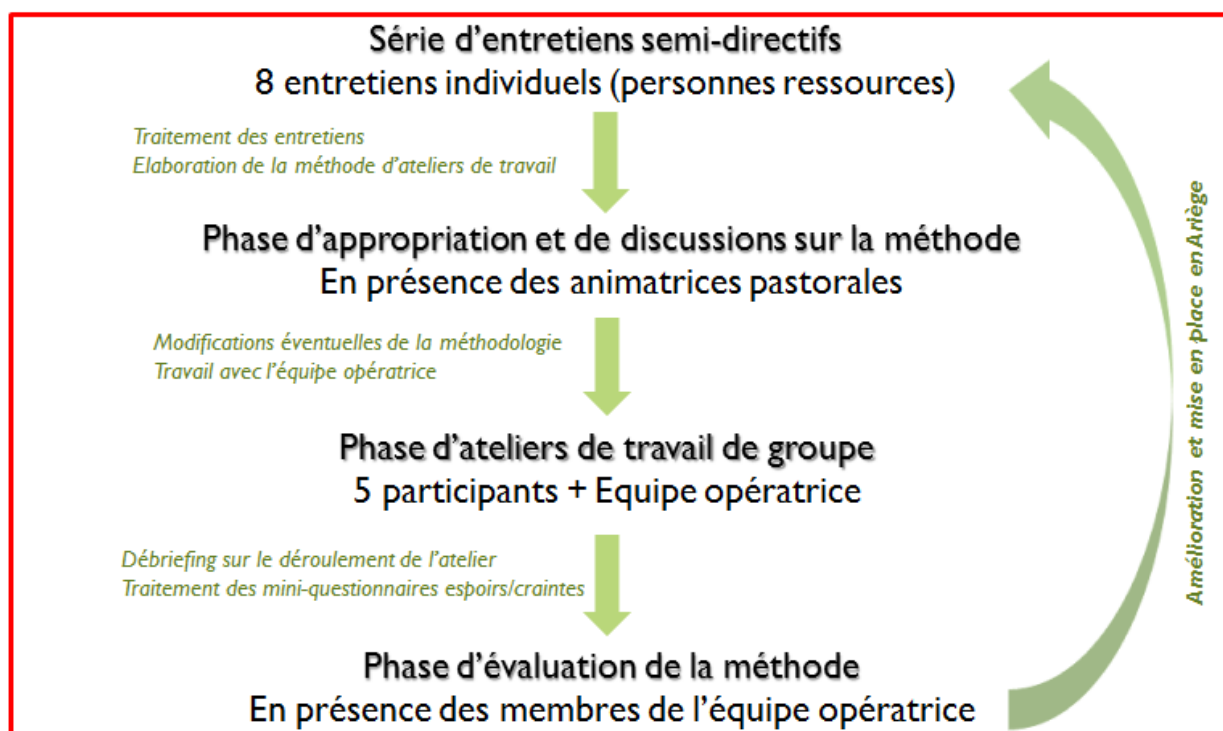 Série d'entretiens semi-directifs
8 entretiens individuels (personnes ressources)
Traitement des entretiens
Elaboration de la méthode d'ateliers de travail
Phase d'appropriation et de discussions sur la méthode
En présence des animatrices pastorales
Modifications éventuelles de la méthodologie
Travail avec l'équipe opératrice
Phase d'ateliers de travail de groupe
5 participants + Equipe opératrice
Débriefing sur le déroulement de l'atelier
Traitement des mini-questionnaires espoirs/craintes
Phase d'évaluation de la méthode
En présence des membres de l'équipe opératrice
Amélioration et mise en place en Ariège